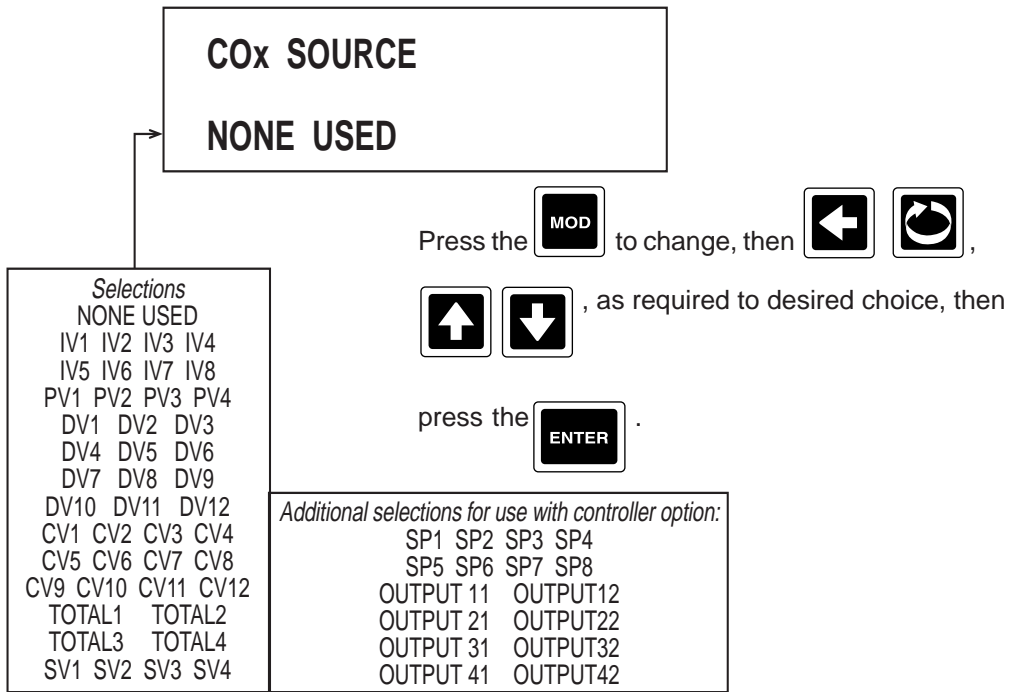 COx SOURCE
NONE USED
Press the MOD to change, then ,
, as required to desired choice, then
press the ENTER .
Selections
NONE USED
IV1 IV2 IV3 IV4
IV5 IV6 IV7 IV8
PV1 PV2 PV3 PV4
DV1 DV2 DV3
DV4 DV5 DV6
DV7 DV8 DV9
DV10 DV11 DV12
CV1 CV2 CV3 CV4
CV5 CV6 CV7 CV8
CV9 CV10 CV11 CV12
TOTAL1 TOTAL2
TOTAL3 TOTAL4
SV1 SV2 SV3 SV4
Additional selections for use with controller option:
SP1 SP2 SP3 SP4
SP5 SP6 SP7 SP8
OUTPUT 11 OUTPUT12
OUTPUT 21 OUTPUT22
OUTPUT 31 OUTPUT32
OUTPUT 41 OUTPUT42